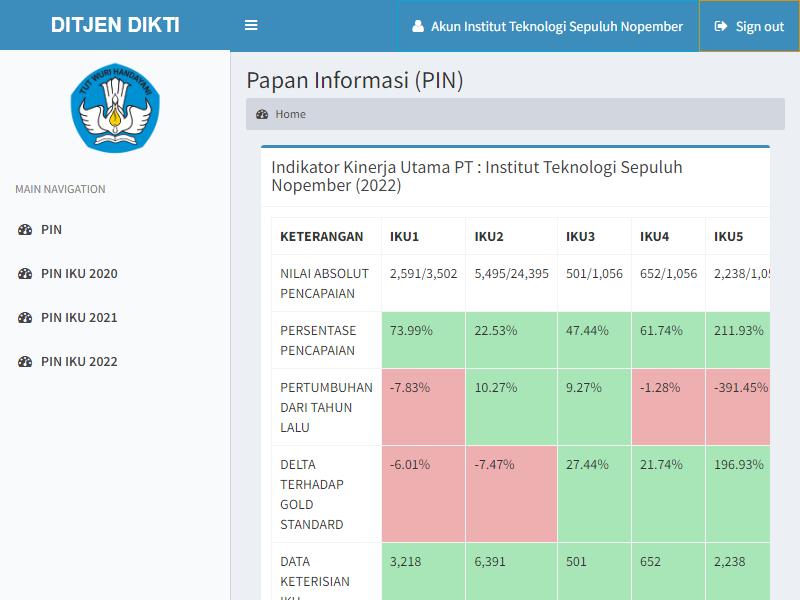 DITJEN DIKTI
Akun Institut Teknologi Sepuluh Nopember
Sign out
TUT WURI HANDAYANI
MAIN NAVIGATION
PIN
PIN IKU 2020
PIN IKU 2021
PIN IKU 2022
Papan Informasi (PIN)
Home
Indikator Kinerja Utama PT : Institut Teknologi Sepuluh
Nopember (2022)
KETERANGAN IKU1 IKU2 IKU3 IKU4 IKU5
NILAI ABSOLUT 2,591/3,502 5,495/24,395 501/1,056 652/1,056 2,238/1,05
PENCAPAIAN
PERSENTASE 73.99% 22.53% 47.44% 61.74% 211.93%
PENCAPAIAN
PERTUMBUHAN -7.83% 10.27% 9.27% -1.28% -391.45%
DARI TAHUN
LALU
DELTA -6.01% -7.47% 27.44% 21.74% 196.93%
TERHADAP
GOLD
STANDARD
DATA 3,218 6,391 501 652 2,238
KETERISIAN
IKU